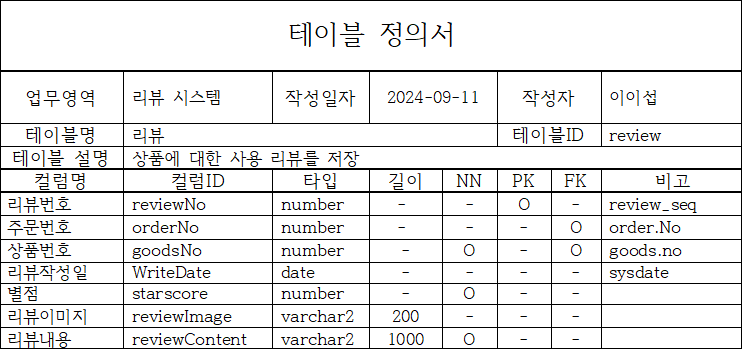 테이블 정의서
업무영역 리뷰 시스템 작성일자 2024-09-11 작성자 이이섭
테이블명 리뷰 테이블ID review
테이블 설명 상품에 대한 사용 리뷰를 저장
컬럼명 컬럼ID 타입 길이 NN PK FK 비고
리뷰번호 reviewNo number - - O - review_seq
주문번호 orderNo number - - - O order.No
상품번호 goodsNo number - O - O goods.no
리뷰작성일 WriteDate date - - - - sysdate
별점 starscore number - O - -
리뷰이미지 reviewImage varchar2 200 - - -
리뷰내용 reviewContent varchar2 1000 O - -